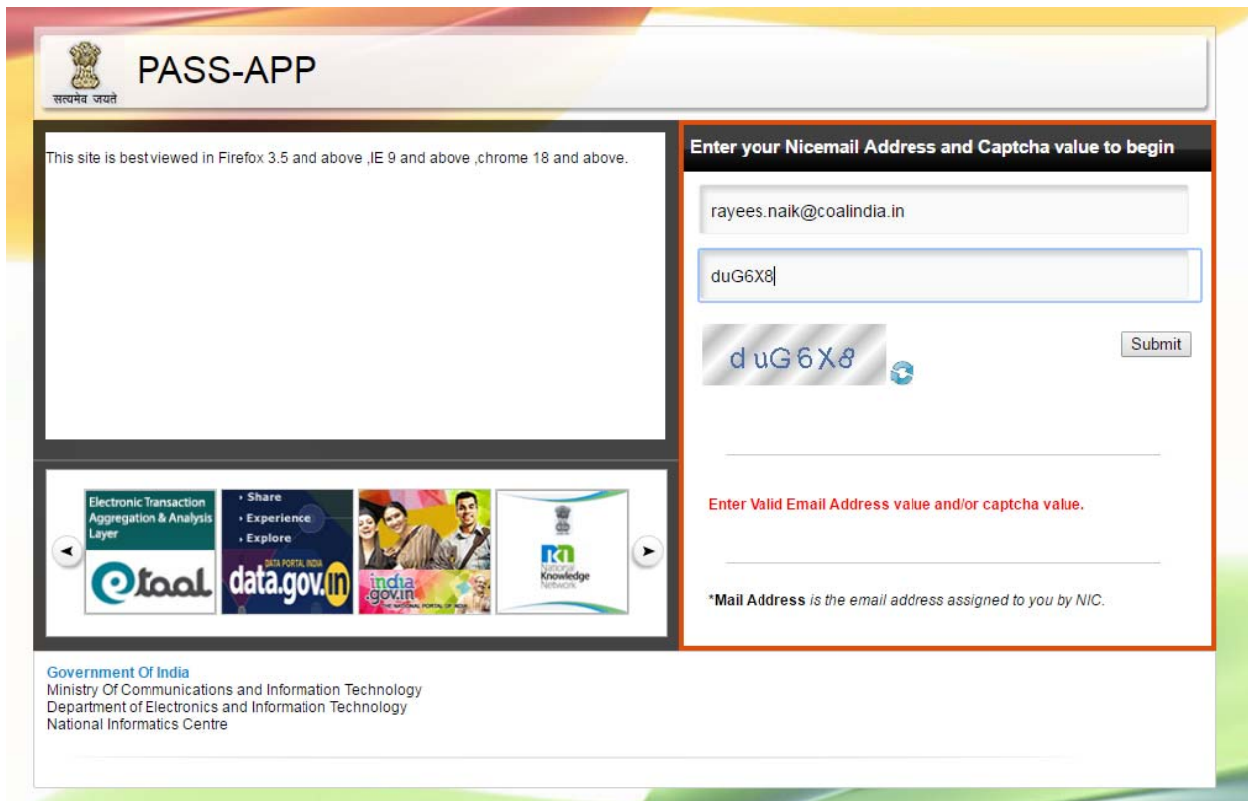 सत्यमेव जयते
PASS-APP
This site is best viewed in Firefox 3.5 and above ,IE 9 and above ,chrome 18 and above.
Enter your Nicemail Address and Captcha value to begin
rayees.naik@coalindia.in
duG6X8
duG6X8
Submit
Enter Valid Email Address value and/or captcha value.
*Mail Address is the email address assigned to you by NIC.
Electronic Transaction
Aggregation & Analysis
Layer
etaal
Share
Experience
Explore
DATA PORTAL INDIA
data.gov.in
india
.gov.in
THE NATIONAL PORTAL OF INDIA
National
Knowledge
Network
Government Of India
Ministry Of Communications and Information Technology
Department of Electronics and Information Technology
National Informatics Centre